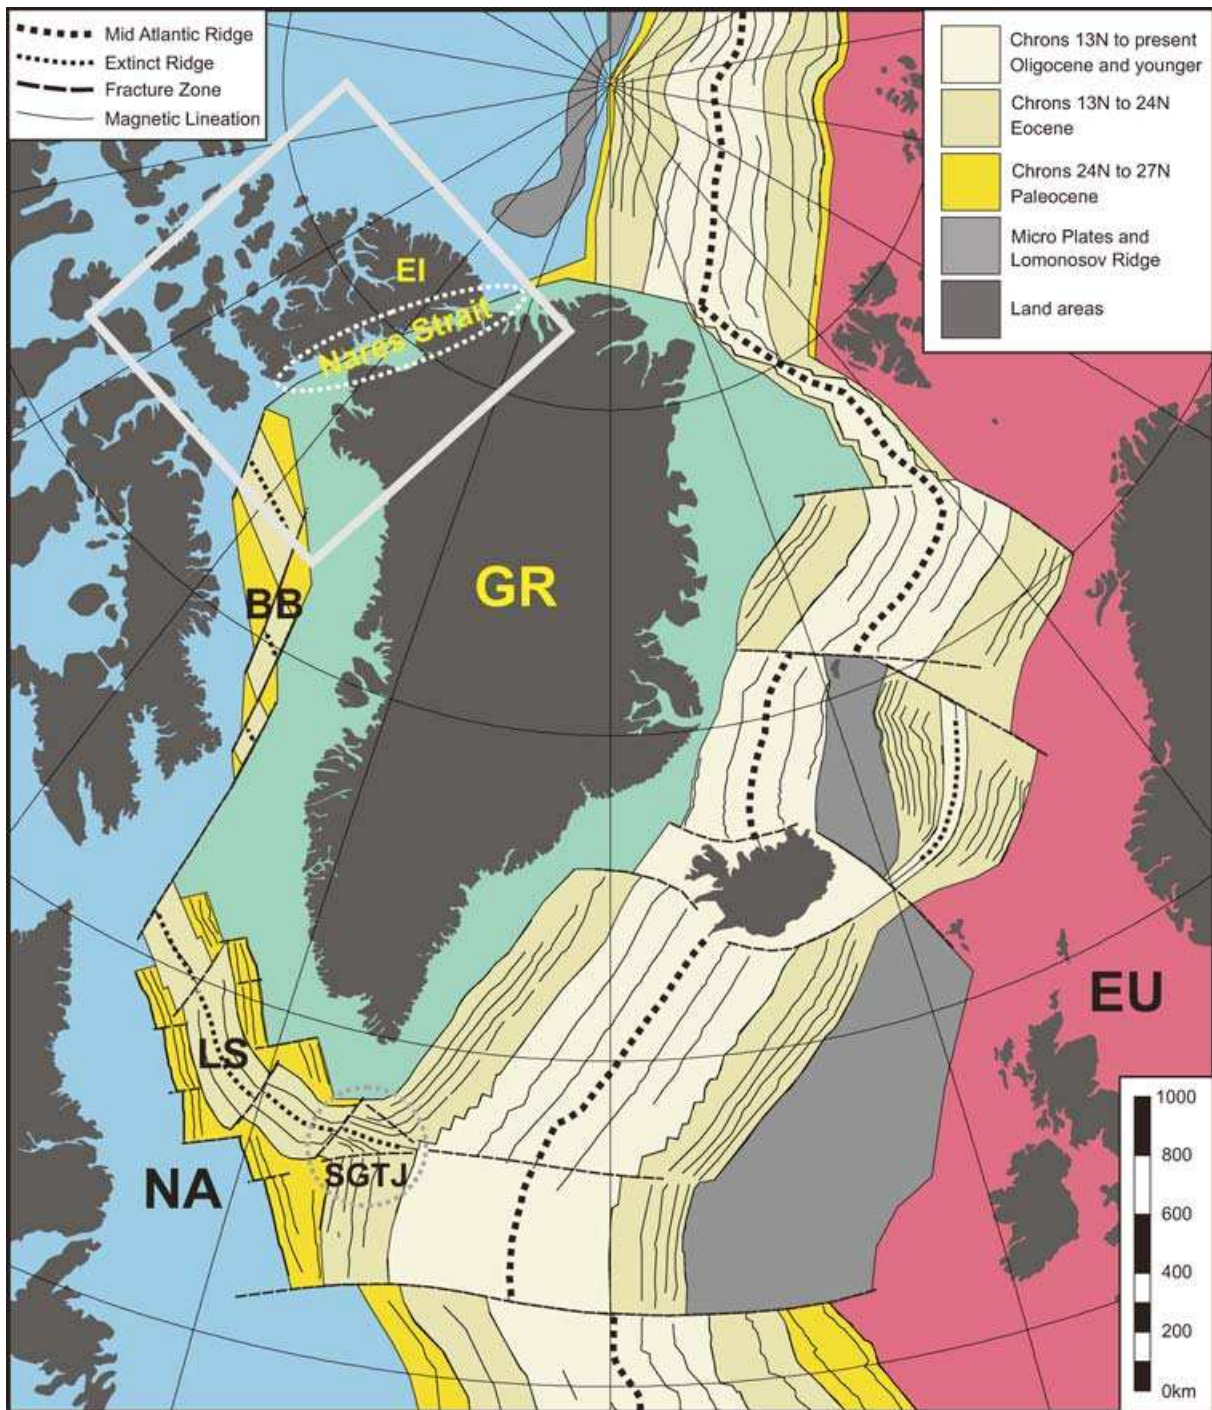 Mid Atlantic Ridge
Extinct Ridge
Fracture Zone
Magnetic Lineation
Chrons 13N to present
Oligocene and younger
Chrons 13N to 24N
Eocene
Chrons 24N to 27N
Paleocene
Micro Plates and
Lomonosov Ridge
Land areas
EI
Nares Strait
GR
BB
EU
LS
NA
SGTJ
1000
800
600
400
200
0km